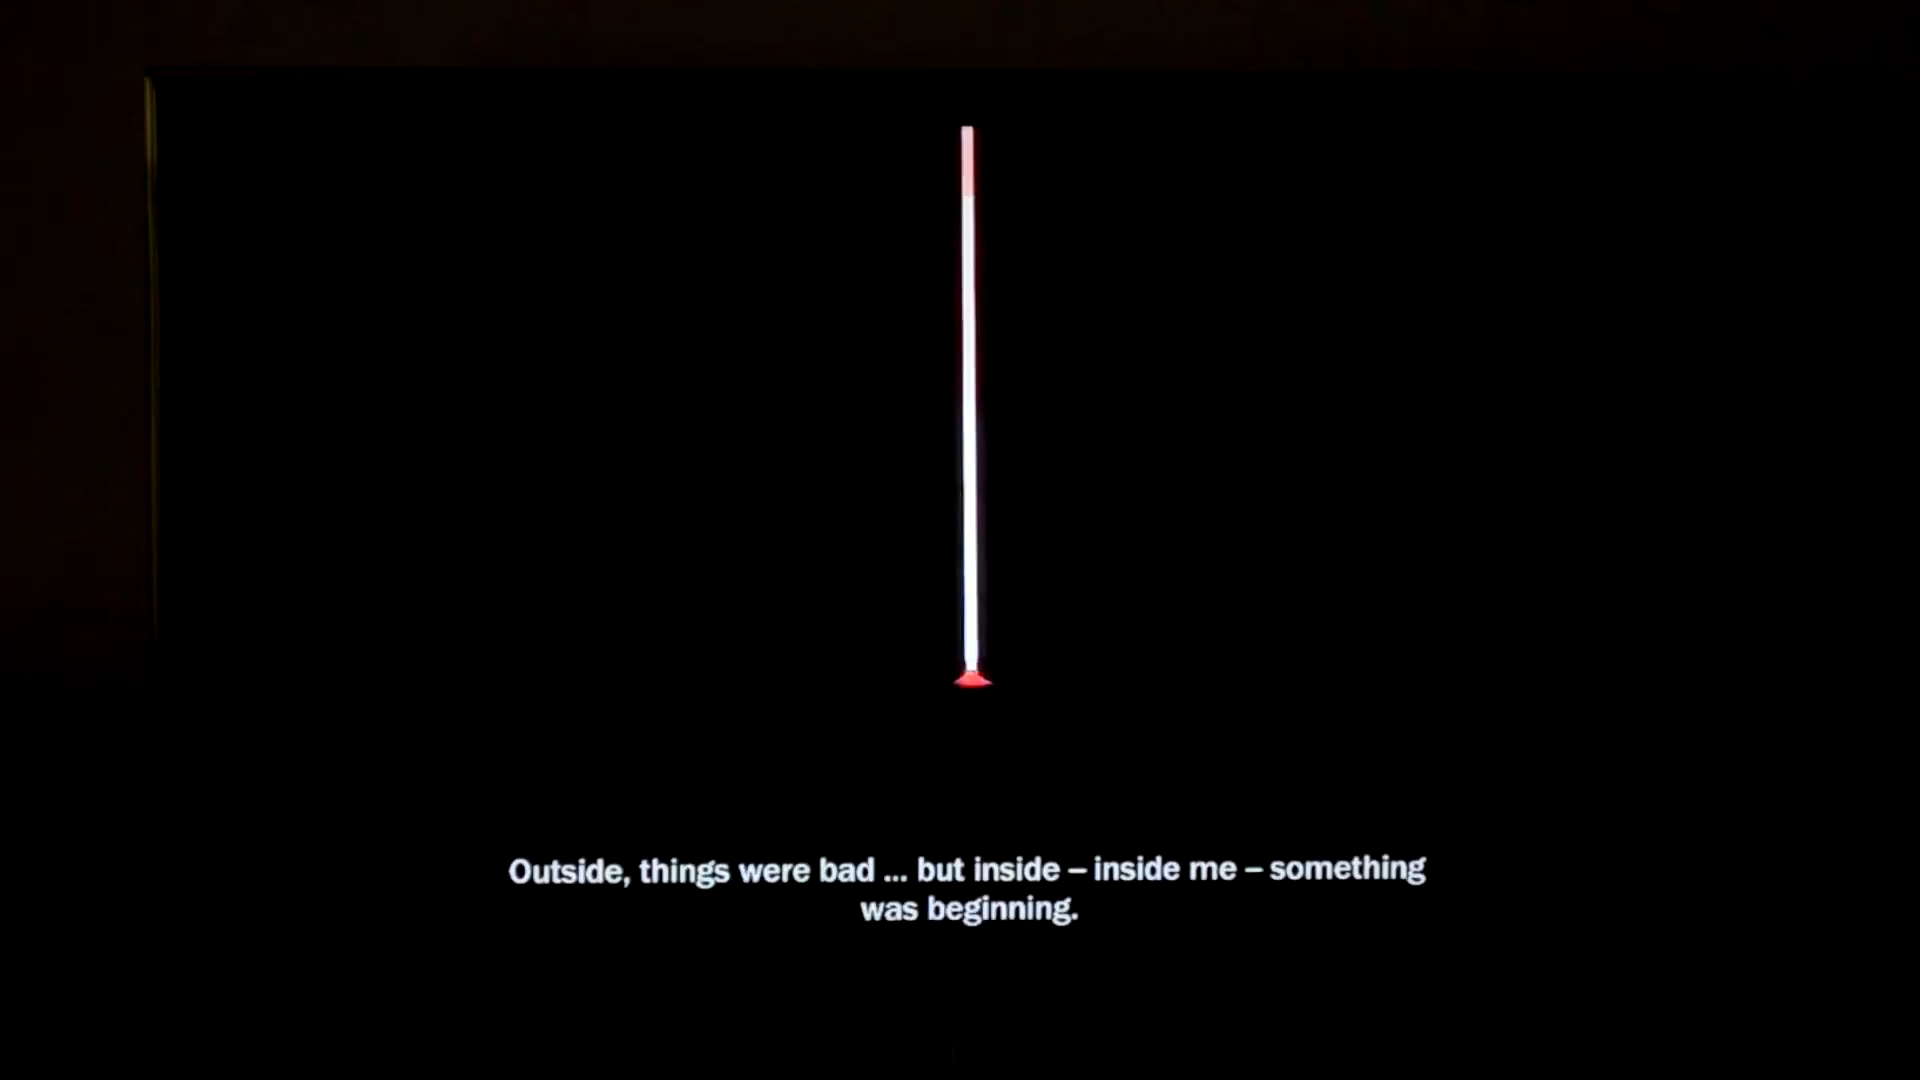 Outside, things were bad ... but inside – inside me – something
was beginning.